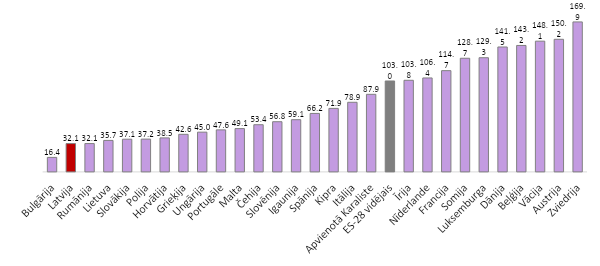 16.4
32.1
32.1
35.7
37.1
37.2
38.5
42.6
45.0
47.6
49.1
53.4
56.8
59.1
66.2
71.9
78.9
87.9
103.
0
103.
8
106.
4
114.
7
128.
7
129.
3
141.
5
143.
2
148.
1
150.
2
169.
9
Bulgārija
Latvija
Rumānija
Lietuva
Slovākija
Polija
Horvātija
Grieķija
Ungārija
Portugāle
Malta
Čehija
Slovēnija
Igaunija
Spānija
Kipra
Itālija
Apvienotā Karaliste
ES-28 vidējais
Īrija
Nīderlande
Francija
Somija
Luksemburga
Dānija
Beļģija
Vācija
Austrija
Zviedrija